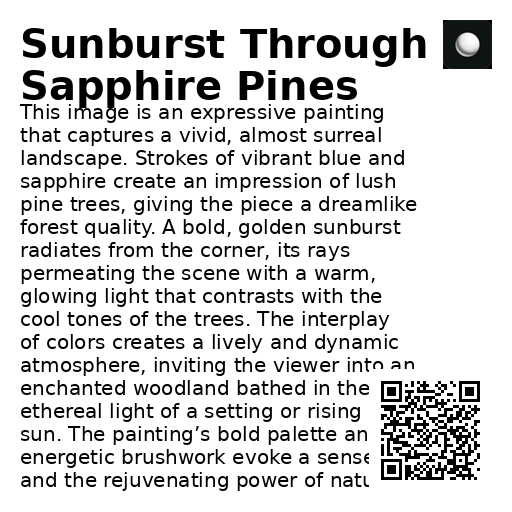 Sunburst Through
Sapphire Pines
This image is an expressive painting
that captures a vivid, almost surreal
landscape. Strokes of vibrant blue and
sapphire create an impression of lush
pine trees, giving the piece a dreamlike
forest quality. A bold, golden sunburst
radiates from the corner, its rays
permeating the scene with a warm,
glowing light that contrasts with the
cool tones of the trees. The interplay
of colors creates a lively and dynamic
atmosphere, inviting the viewer into an
enchanted woodland bathed in the
ethereal light of a setting or rising
sun. The painting’s bold palette an
energetic brushwork evoke a sense
and the rejuvenating power of